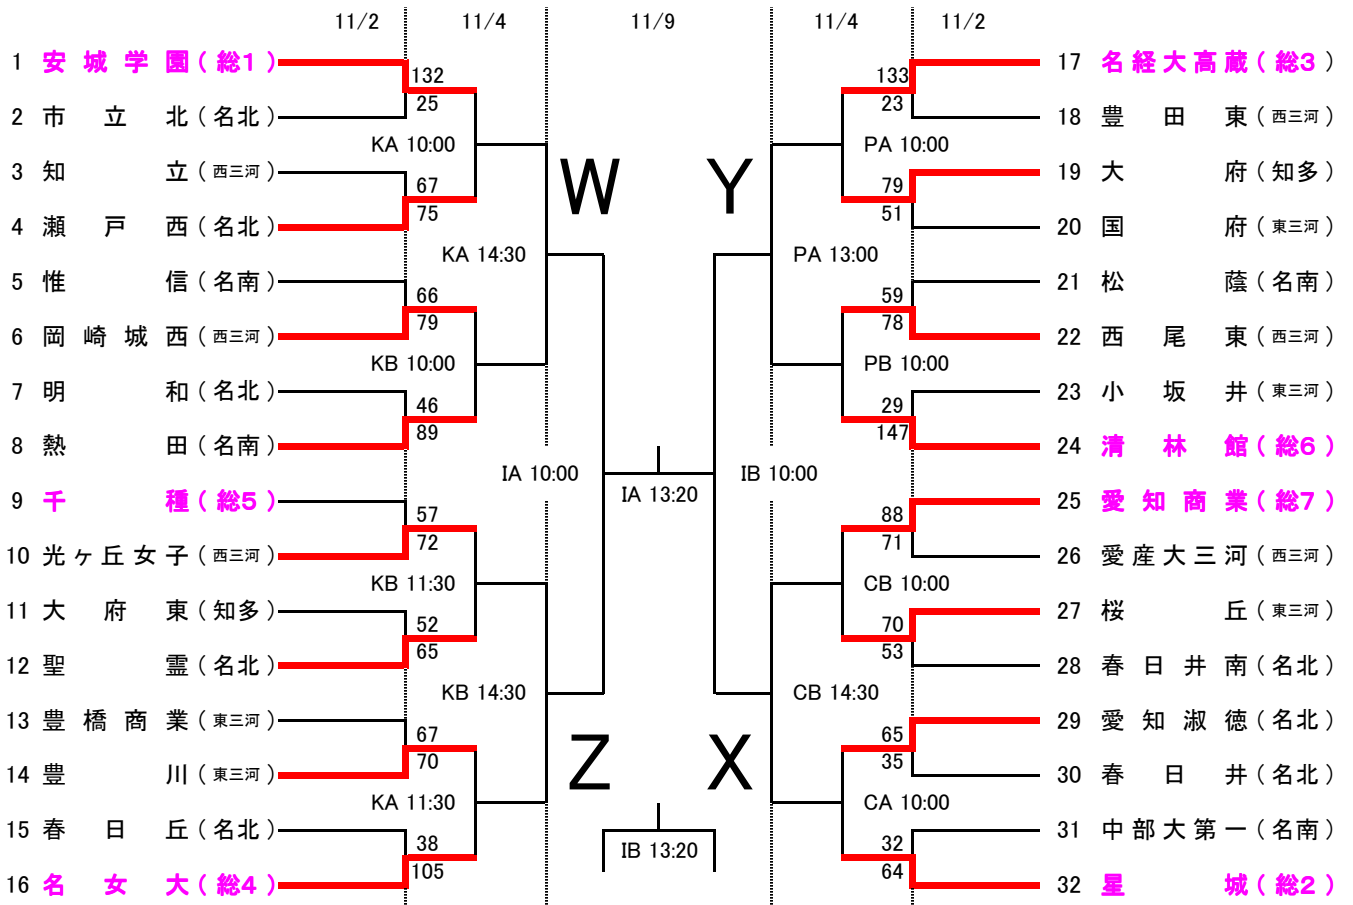 11/2 11/4 11/9 11/4 11/2
1 安城学園(総1) 132 133 17 名経大高蔵(総3)
25 23
2 市立北(名北) 18 豊田東(西三河)
KA 10:00 PA 10:00
3 知立(西三河) W Y 19 大府(知多)
67 79
75 51
4 瀬戸西(名北) 20 国府(東三河)
KA 14:30 PA 13:00
5 惟信(名南) 21 松蔭(名南)
66 59
79 78
6 岡崎城西(西三河) 22 西尾東(西三河)
KB 10:00 PB 10:00
7 明和(名北) 23 小坂井(東三河)
46 29
89 147
8 熱田(名南) 24 清林館(総6)
IA 10:00 IA 13:20 IB 10:00
9 千種(総5) 25 愛知商業(総7)
57 88
72 71
10 光ヶ丘女子(西三河) 26 愛産大三河(西三河)
KB 11:30 CB 10:00
11 大府東(知多) 27 桜丘(東三河)
52 70
65 53
12 聖霊(名北) 28 春日井南(名北)
KB 14:30 CB 14:30
13 豊橋商業(東三河) 29 愛知淑徳(名北)
67 65
70 Z X 35
14 豊川(東三河) 30 春日井(名北)
KA 11:30 CA 10:00
15 春日丘(名北) 31 中部大第一(名南)
38 IB 13:20 32
105 64
16 名女大(総4) 32 星城(総2)